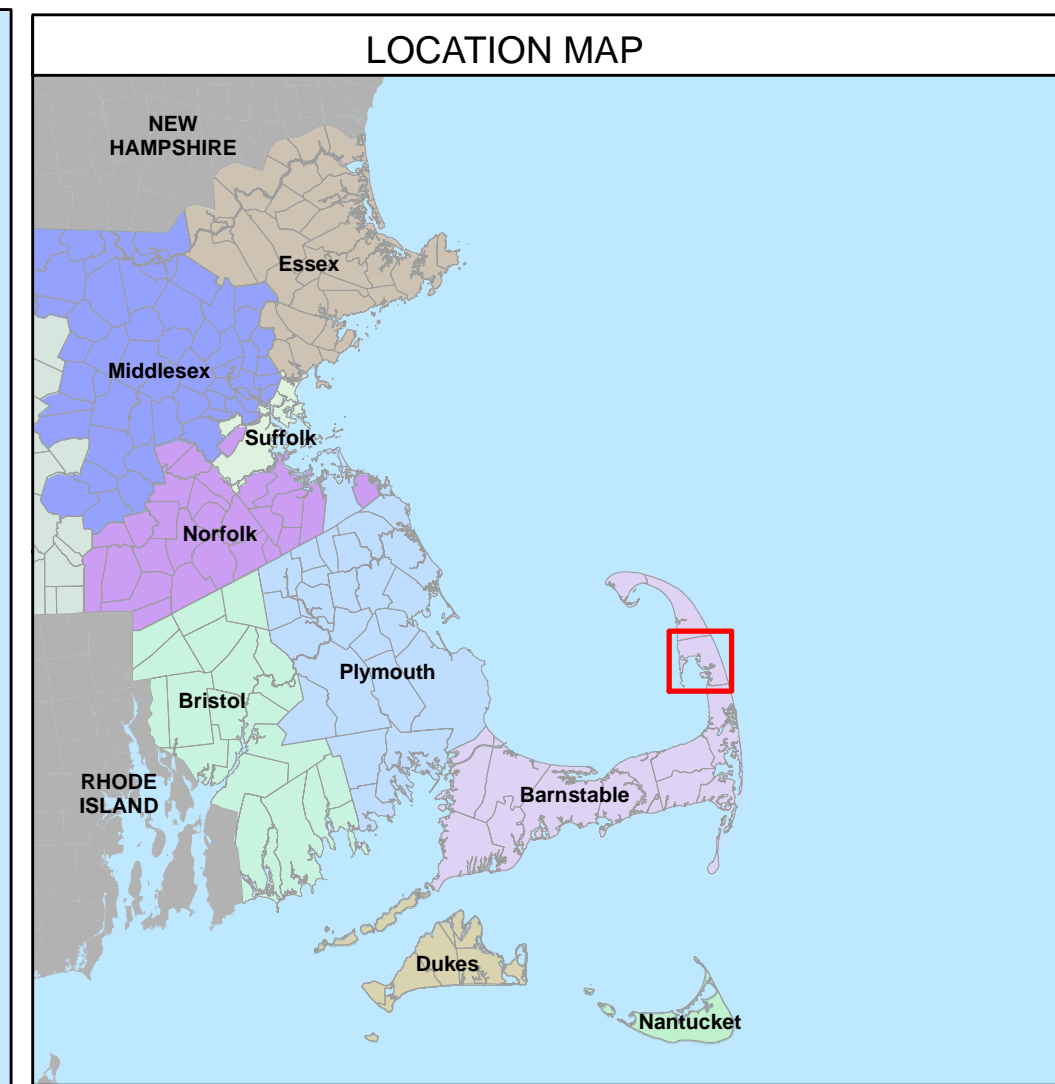 LOCATION MAP
NEW
HAMPSHIRE
Essex
Middlesex
Suffolk
Norfolk
Plymouth
Bristol
RHODE
ISLAND
Barnstable
Dukes
Nantucket